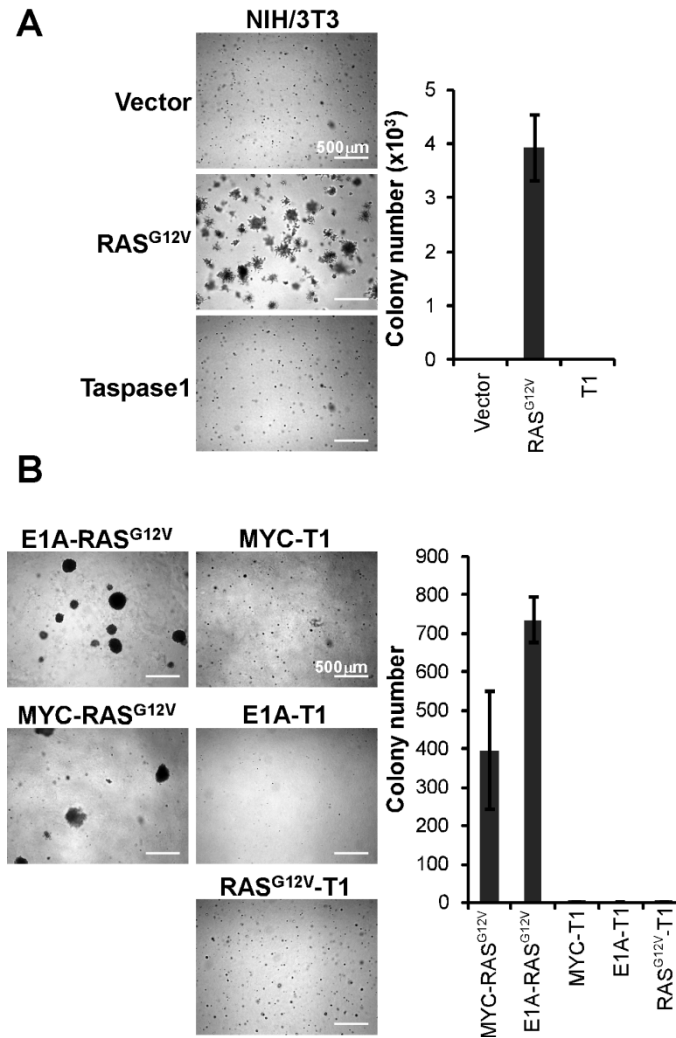 A
NIH/3T3
Vector
500µm
RAS^G12V
Taspase1
Colony number (x10³)
5
4
3
2
1
0
Vector
RAS^G12V
T1
B
E1A-RAS^G12V
MYC-T1
500µm
MYC-RAS^G12V
E1A-T1
RAS^G12V-T1
Colony number
900
800
700
600
500
400
300
200
100
0
MYC-RAS^G12V
E1A-RAS^G12V
MYC-T1
E1A-T1
RAS^G12V-T1